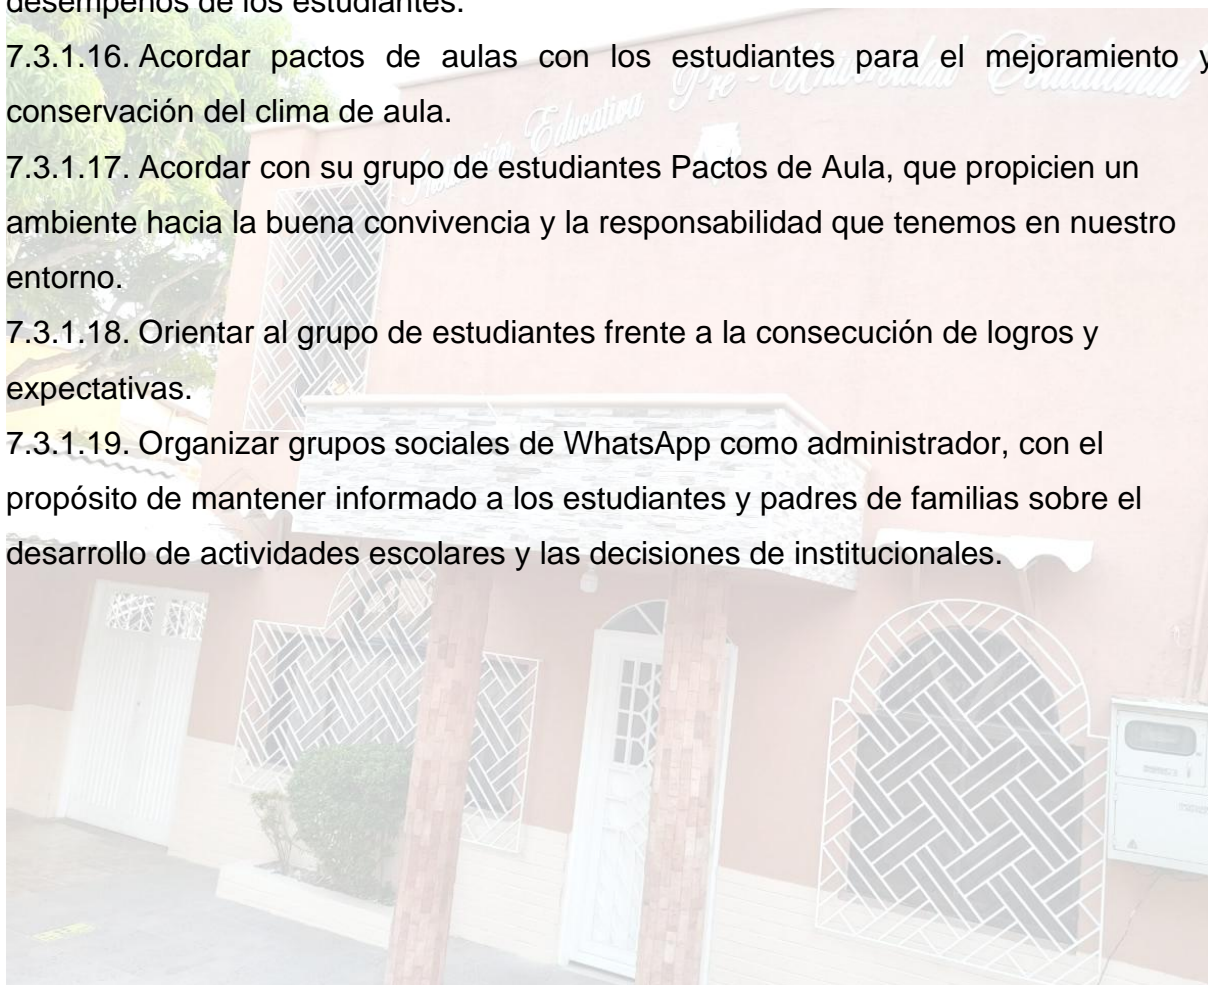 desempeños de los estudiantes.
7.3.1.16. Acordar pactos de aulas con los estudiantes para el mejoramiento y
conservación del clima de aula.
Pre - Universidad
Educativa
7.3.1.17. Acordar con su grupo de estudiantes Pactos de Aula, que propicien un
ambiente hacia la buena convivencia y la responsabilidad que tenemos en nuestro
entorno.
7.3.1.18. Orientar al grupo de estudiantes frente a la consecución de logros y
expectativas.
7.3.1.19. Organizar grupos sociales de WhatsApp como administrador, con el
propósito de mantener informado a los estudiantes y padres de familias sobre el
desarrollo de actividades escolares y las decisiones de institucionales.